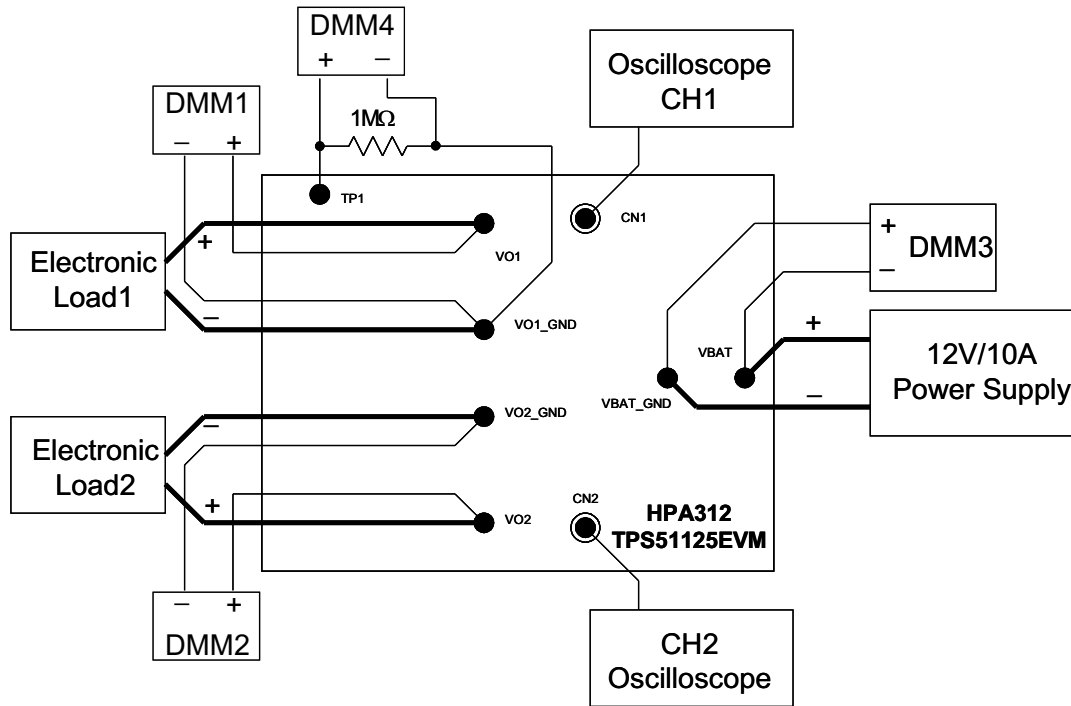 DMM4
+ −
Oscilloscope
CH1
DMM1
− +
1MΩ
TP1
CN1
+
VO1
Electronic
Load1
−
VO1_GND
+
DMM3
−
VBAT
+
12V/10A
Power Supply
VBAT_GND
−
VO2_GND
−
Electronic
Load2
+
VO2
CN2
HPA312
TPS51125EVM
− +
DMM2
CH2
Oscilloscope